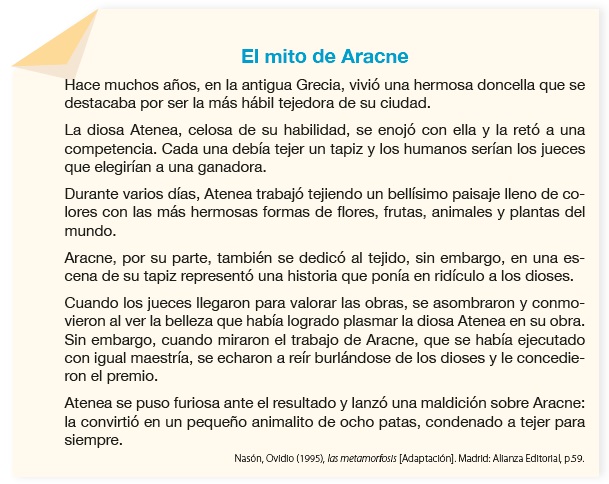 El mito de Aracne
Hace muchos años, en la antigua Grecia, vivió una hermosa doncella que se
destacaba por ser la más hábil tejedora de su ciudad.
La diosa Atenea, celosa de su habilidad, se enojó con ella y la retó a una
competencia. Cada una debía tejer un tapiz y los humanos serían los jueces
que elegirían a una ganadora.
Durante varios días, Atenea trabajó tejiendo un bellísimo paisaje lleno de co-
lores con las más hermosas formas de flores, frutas, animales y plantas del
mundo.
Aracne, por su parte, también se dedicó al tejido, sin embargo, en una es-
cena de su tapiz representó una historia que ponía en ridículo a los dioses.
Cuando los jueces llegaron para valorar las obras, se asombraron y conmo-
vieron al ver la belleza que había logrado plasmar la diosa Atenea en su obra.
Sin embargo, cuando miraron el trabajo de Aracne, que se había ejecutado
con igual maestría, se echaron a reír burlándose de los dioses y le concedie-
ron el premio.
Atenea se puso furiosa ante el resultado y lanzó una maldición sobre Aracne:
la convirtió en un pequeño animalito de ocho patas, condenado a tejer para
siempre.
Nasón, Ovidio (1995), las metamorfosis [Adaptación]. Madrid: Alianza Editorial, p.59.